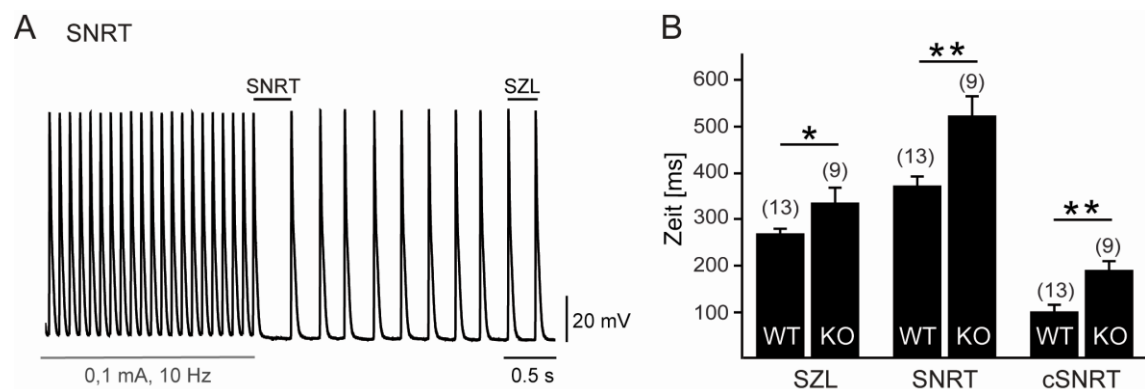 A SNRT
SNRT
SZL
20 mV
0,1 mA, 10 Hz
0.5 s
B
Zeit [ms]
600
500
400
300
200
100
*
**
**
(13)
(9)
(13)
(9)
(13)
(9)
WT KO WT KO WT KO
SZL SNRT cSNRT